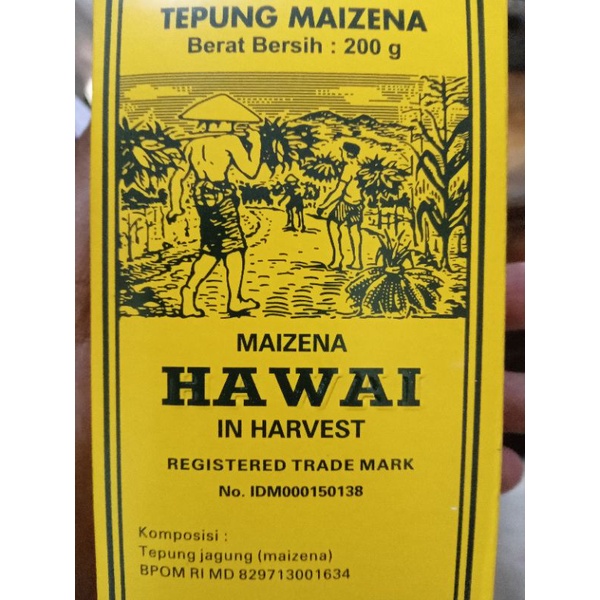 TEPUNG MAIZENA
Berat Bersih : 200 g
MAIZENA
HAWAI
IN HARVEST
REGISTERED TRADE MARK
No. IDM000150138
Komposisi :
Tepung jagung (maizena)
BPOM RI MD 829713001634